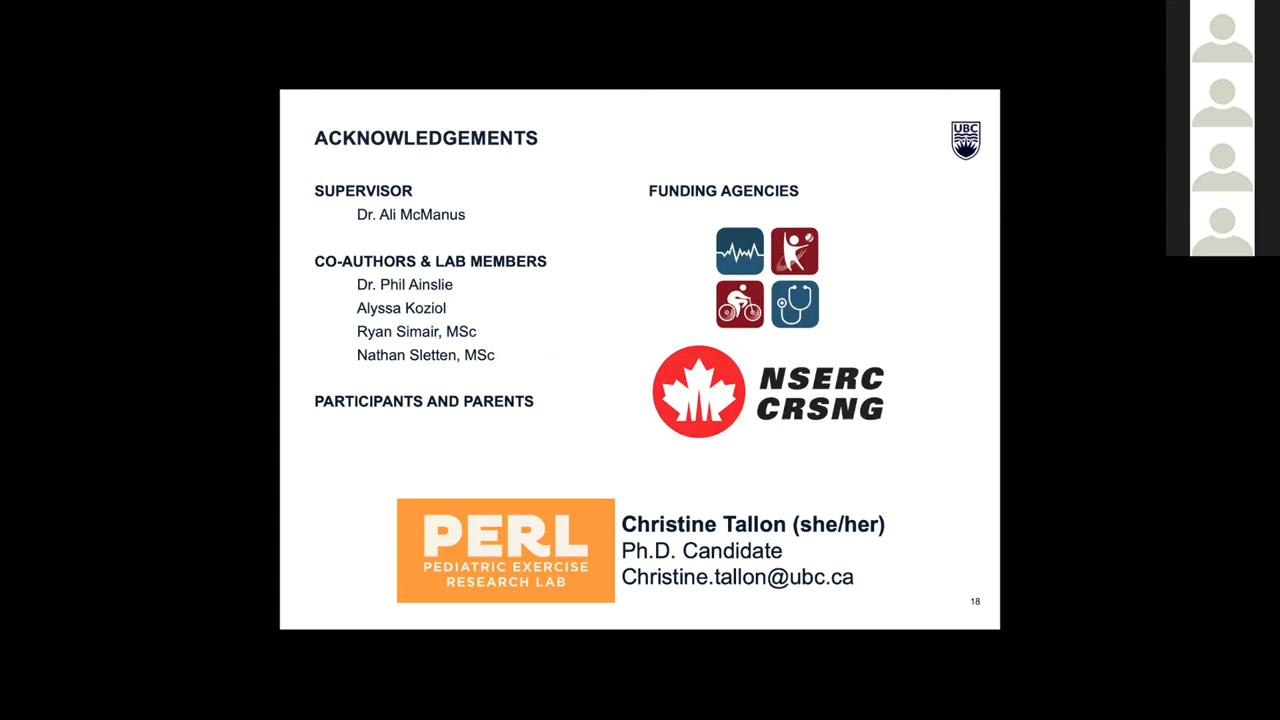 ACKNOWLEDGEMENTS
UBC
SUPERVISOR
Dr. Ali McManus
CO-AUTHORS & LAB MEMBERS
Dr. Phil Ainslie
Alyssa Koziol
Ryan Simair, MSc
Nathan Sletten, MSc
PARTICIPANTS AND PARENTS
FUNDING AGENCIES
NSERC
CRSNG
PERL
PEDIATRIC EXERCISE
RESEARCH LAB
Christine Tallon (she/her)
Ph.D. Candidate
Christine.tallon@ubc.ca
18